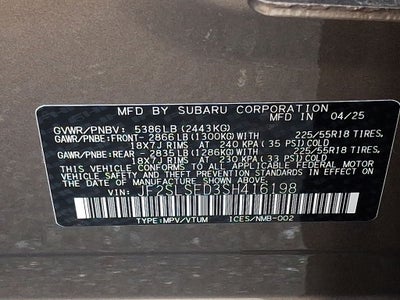 MFD BY SUBARU CORPORATION IN 04/25
GVWR/PNBV: 5386LB (2443KG)
GAWR/PNBE:FRONT- 2866LB (1300KG)WITH 225/55R18 TIRES,
18X7J RIMS AT 240 KPA (35 PSI)COLD
GAWR/PNBE:REAR -2835LB (1286KG)WITH 225/55R18 TIRES,
18X7J RIMS AT 230 KPA (33 PSI)COLD
THIS VEHICLE CONFORMS TO ALL APPLICABLE FEDERAL MOTOR
VEHICLE SAFETY AND THEFT PREVENTION STANDARDS IN EFFECT
ON THE DATE OF MANUFACTURE SHOWN ABOVE.
VIN: JF2SLSED3SH416198
TYPE:MPV/VTUM ICES/NMB-002